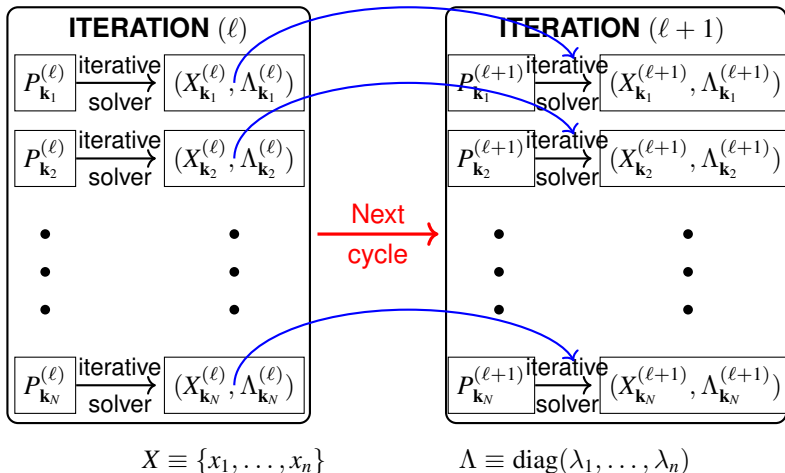 ITERATION (ℓ)
P_{𝐤_1}^{(ℓ)} iterative solver (X_{𝐤_1}^{(ℓ)}, Λ_{𝐤_1}^{(ℓ)})
P_{𝐤_2}^{(ℓ)} iterative solver (X_{𝐤_2}^{(ℓ)}, Λ_{𝐤_2}^{(ℓ)})
P_{𝐤_N}^{(ℓ)} iterative solver (X_{𝐤_N}^{(ℓ)}, Λ_{𝐤_N}^{(ℓ)})
Next
cycle
ITERATION (ℓ + 1)
P_{𝐤_1}^{(ℓ+1)} iterative solver (X_{𝐤_1}^{(ℓ+1)}, Λ_{𝐤_1}^{(ℓ+1)})
P_{𝐤_2}^{(ℓ+1)} iterative solver (X_{𝐤_2}^{(ℓ+1)}, Λ_{𝐤_2}^{(ℓ+1)})
P_{𝐤_N}^{(ℓ+1)} iterative solver (X_{𝐤_N}^{(ℓ+1)}, Λ_{𝐤_N}^{(ℓ+1)})
X ≡ {x_1, . . . , x_n} Λ ≡ diag(λ_1, . . . , λ_n)